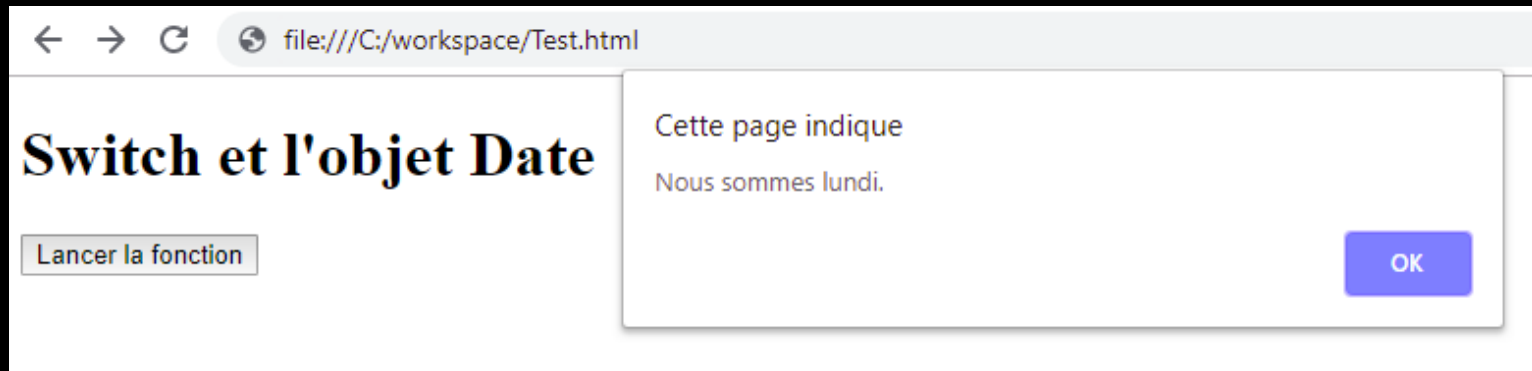 file:///C:/workspace/Test.html
Switch et l'objet Date
Lancer la fonction
Cette page indique
Nous sommes lundi.
OK